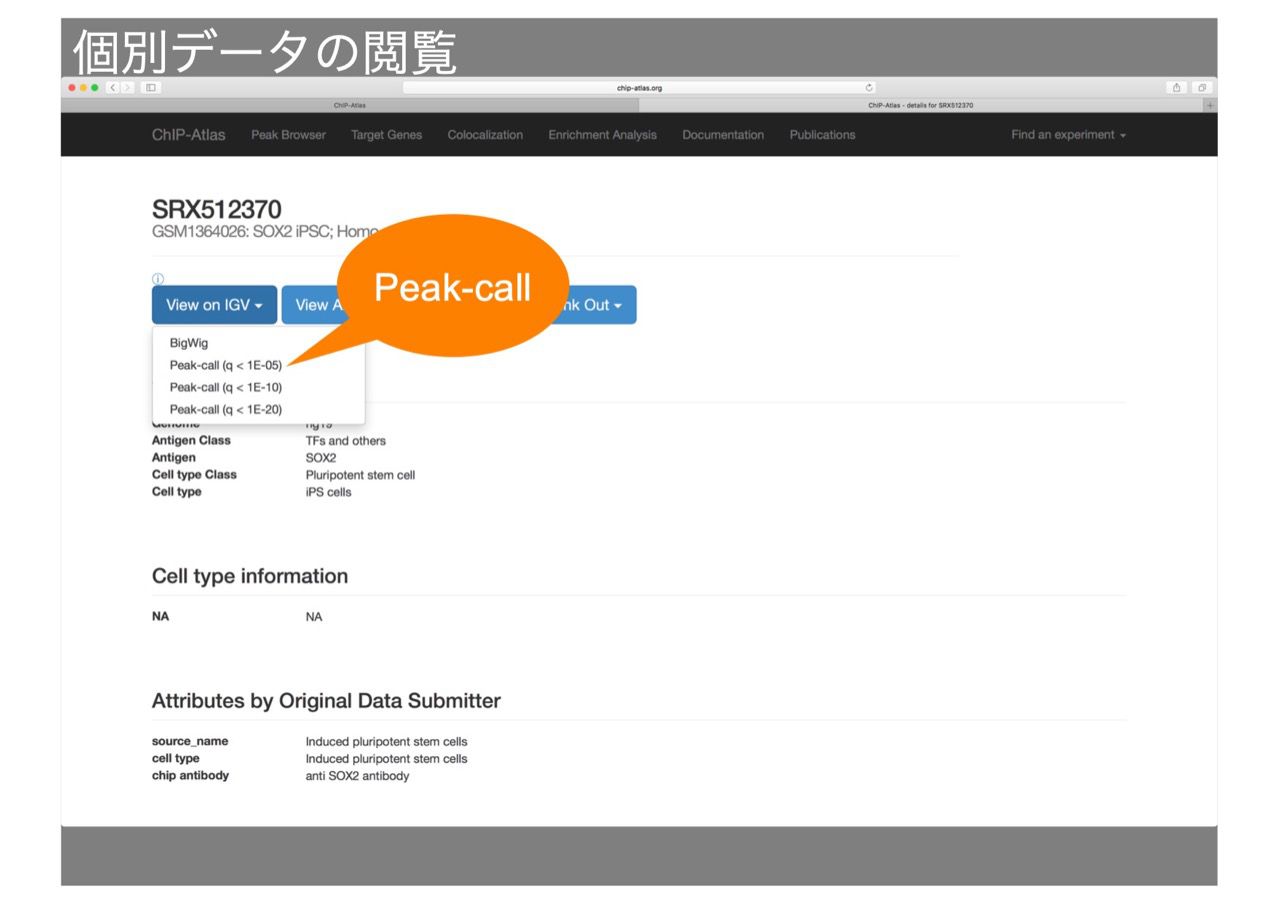 個別データの閲覧
chip-atlas.org
ChIP-Atlas
ChIP-Atlas - details for SRX512370
ChIP-Atlas Peak Browser Target Genes Colocalization Enrichment Analysis Documentation Publications Find an experiment
SRX512370
GSM1364026: SOX2 iPSC; Homo
Peak-call
View on IGV View A nk Out
BigWig
Peak-call (q < 1E-05)
Peak-call (q < 1E-10)
Peak-call (q < 1E-20)
Genome hg19
Antigen Class TFs and others
Antigen SOX2
Cell type Class Pluripotent stem cell
Cell type iPS cells
Cell type information
NA NA
Attributes by Original Data Submitter
source_name Induced pluripotent stem cells
cell type Induced pluripotent stem cells
chip antibody anti SOX2 antibody